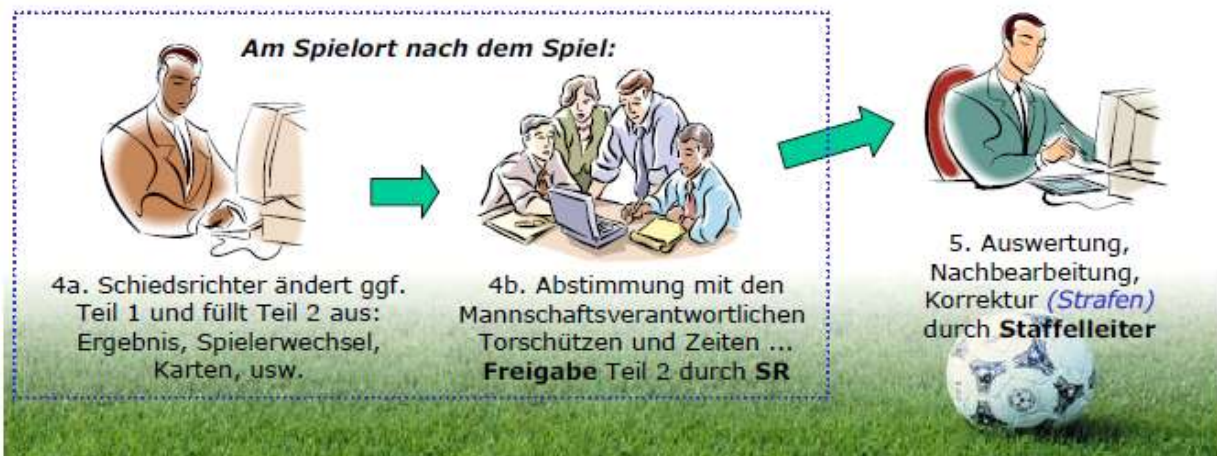 Am Spielort nach dem Spiel:
4a. Schiedsrichter ändert ggf.
Teil 1 und füllt Teil 2 aus:
Ergebnis, Spielerwechsel,
Karten, usw.
4b. Abstimmung mit den
Mannschaftsverantwortlichen
Torschützen und Zeiten ...
Freigabe Teil 2 durch SR
5. Auswertung,
Nachbearbeitung,
Korrektur (Strafen)
durch Staffelleiter